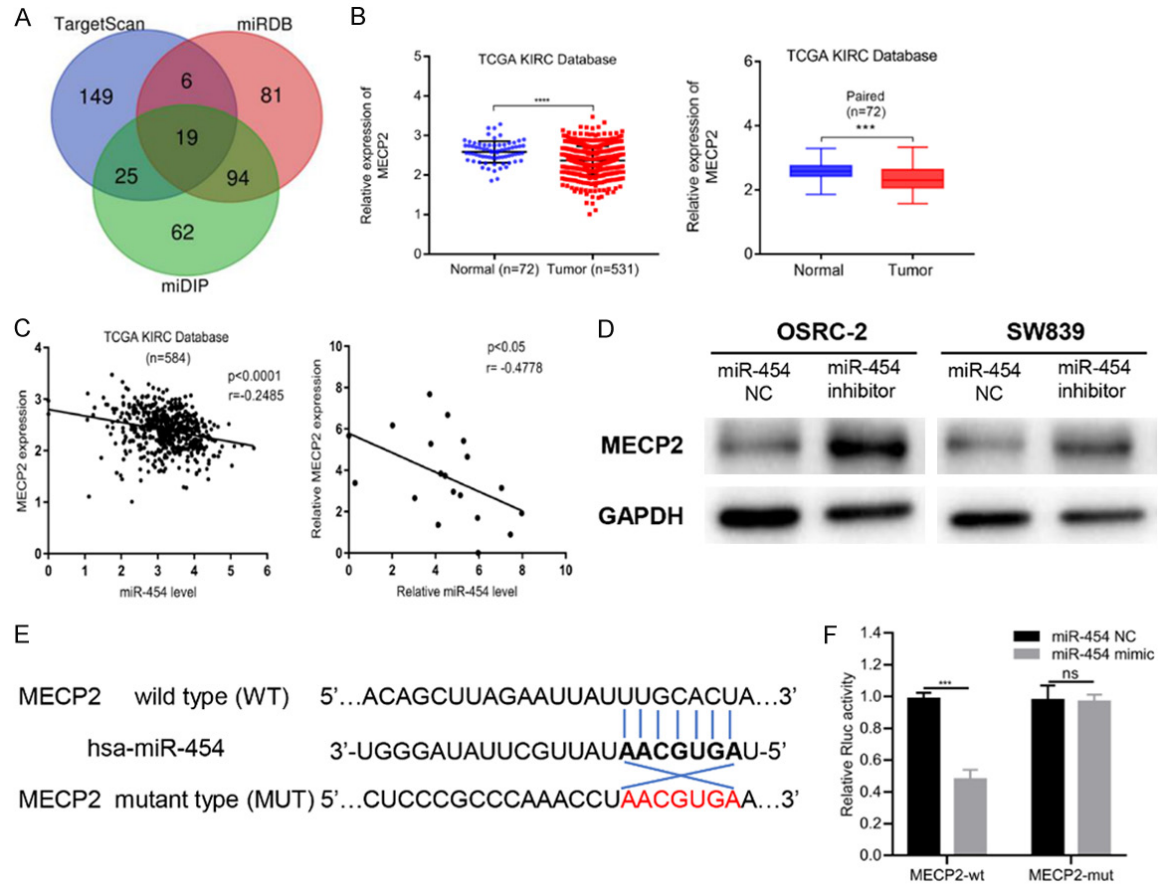 A
TargetScan
miRDB
149
6
81
19
25
94
62
miDIP
B
TCGA KIRC Database
****
Relative expression of
MECP2
5
4
3
2
1
0
Normal (n=72) Tumor (n=531)
TCGA KIRC Database
Paired
(n=72)
***
Relative expression of
MECP2
6
4
2
0
Normal Tumor
C
TCGA KIRC Database
(n=584)
p<0.0001
r=-0.2485
MECP2 expression
4
3
2
1
0
0 1 2 3 4 5 6
miR-454 level
p<0.05
r= -0.4778
Relative MECP2 expression
10
8
6
4
2
0
0 2 4 6 8 10
Relative miR-454 level
D
OSRC-2 SW839
miR-454 NC
miR-454 inhibitor
miR-454 NC
miR-454 inhibitor
MECP2
GAPDH
E
MECP2 wild type (WT) 5’...ACAGCUUAGAAUUAUUUGCACUA...3’
hsa-miR-454 3’-UGGGAUAUUCGUUAUAACGUGAU-5’
MECP2 mutant type (MUT) 5’...CUCCCGCCCAAACCUAACGUGAA...3’
F
miR-454 NC
miR-454 mimic
Relative Rluc activity
1.4
1.2
1.0
0.8
0.6
0.4
0.2
0.0
***
ns
MECP2-wt MECP2-mut